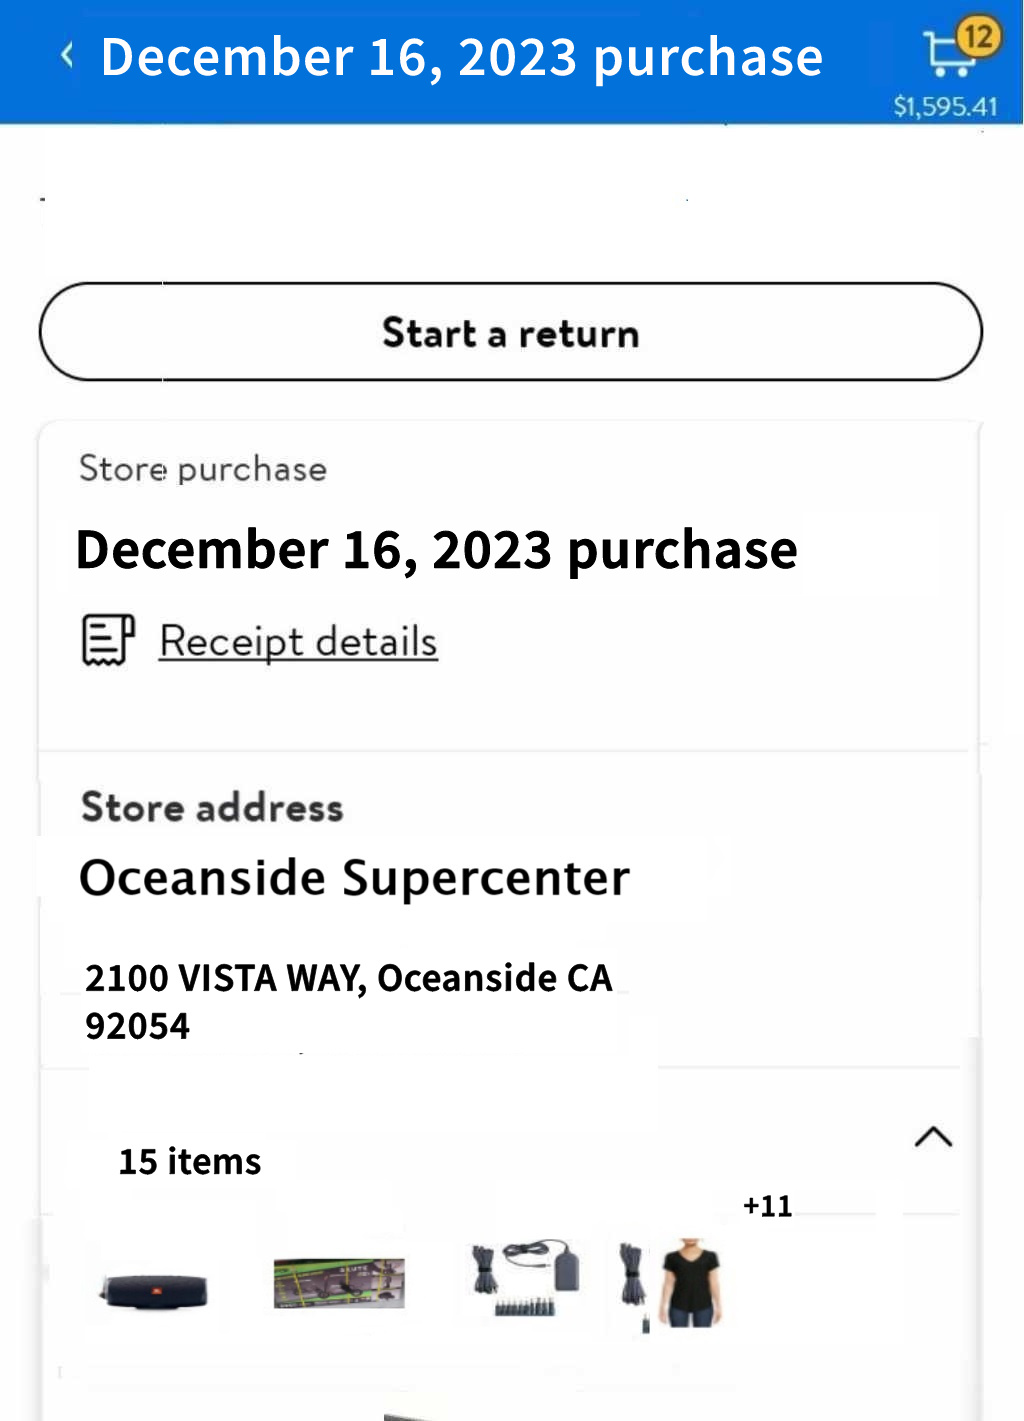 December 16, 2023 purchase
12
$1,595.41
Start a return
Store purchase
December 16, 2023 purchase
Receipt details
Store address
Oceanside Supercenter
2100 VISTA WAY, Oceanside CA
92054
15 items
+11